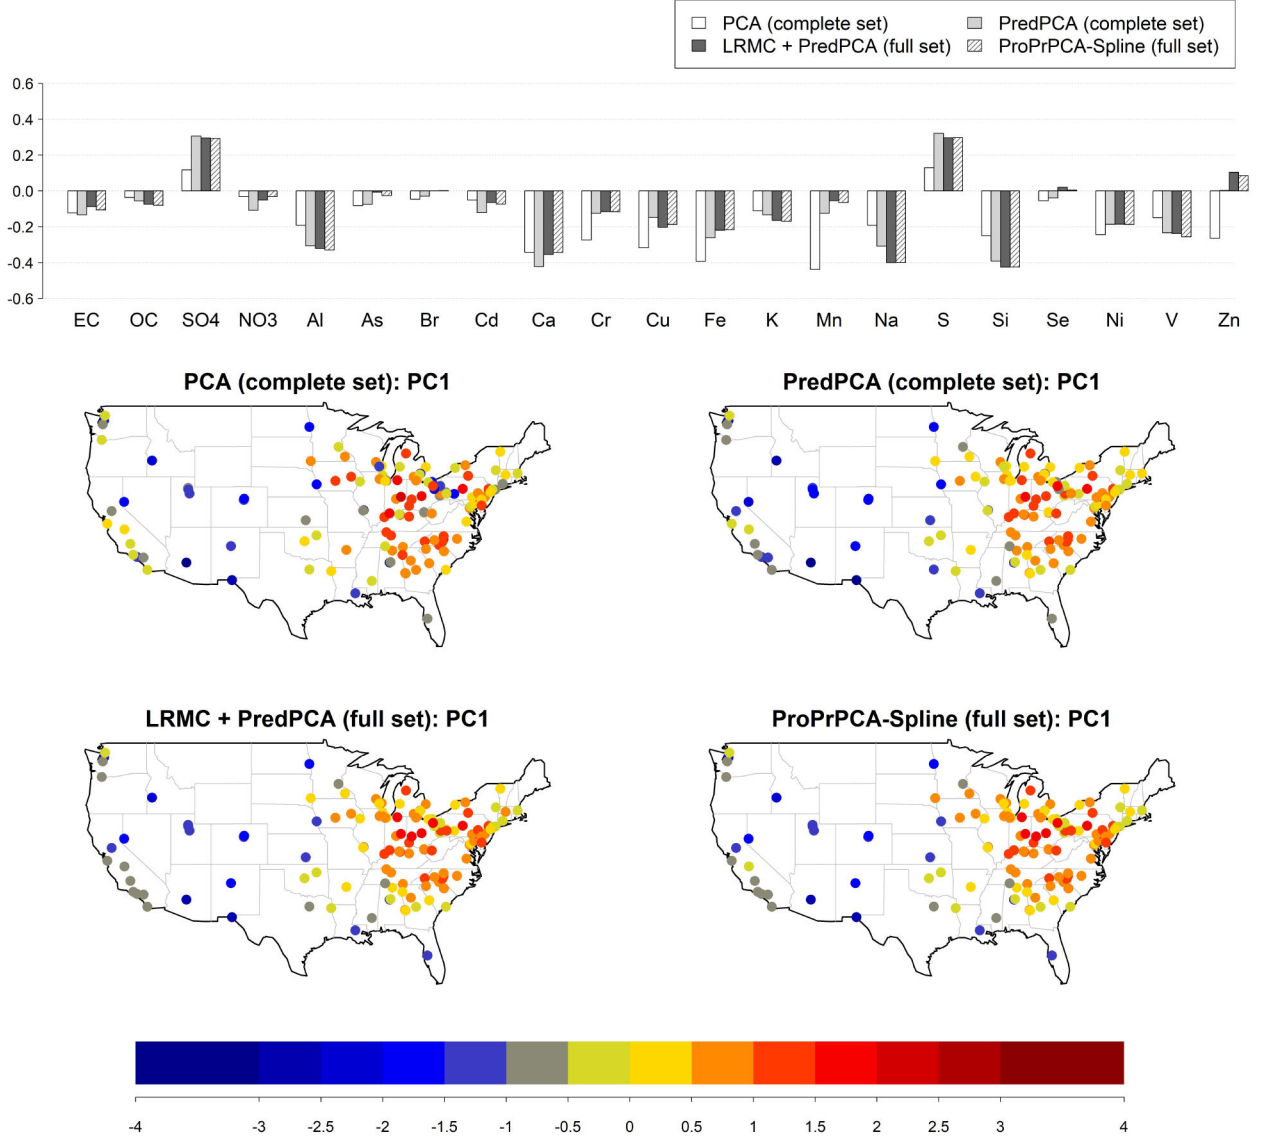 PCA (complete set) PredPCA (complete set)
LRMC + PredPCA (full set) ProPrPCA-Spline (full set)
0.6
0.4
0.2
0.0
-0.2
-0.4
-0.6
EC OC SO4 NO3 Al As Br Cd Ca Cr Cu Fe K Mn Na S Si Se Ni V Zn
PCA (complete set): PC1 PredPCA (complete set): PC1
LRMC + PredPCA (full set): PC1 ProPrPCA-Spline (full set): PC1
-4 -3 -2.5 -2 -1.5 -1 -0.5 0 0.5 1 1.5 2 2.5 3 4